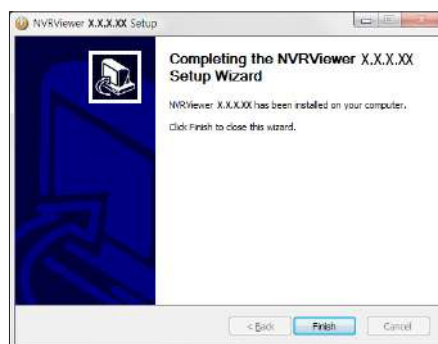 NVRViewer X.X.X.XX Setup
Completing the NVRViewer X.X.X.XX
Setup Wizard
NVRViewer X.X.X.XX has been installed on your computer.
Click Finish to close this wizard.
< Back
Finish
Cancel